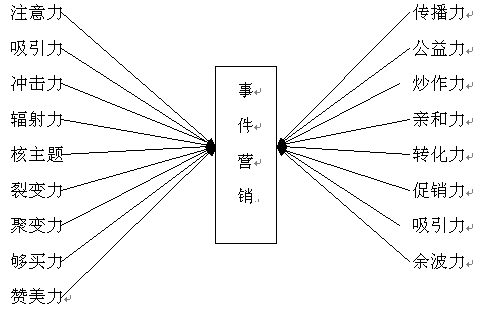 注意力
吸引力
冲击力
辐射力
核主题
裂变力
聚变力
够买力
赞美力
事
件
营
销
传播力
公益力
炒作力
亲和力
转化力
促销力
吸引力
余波力